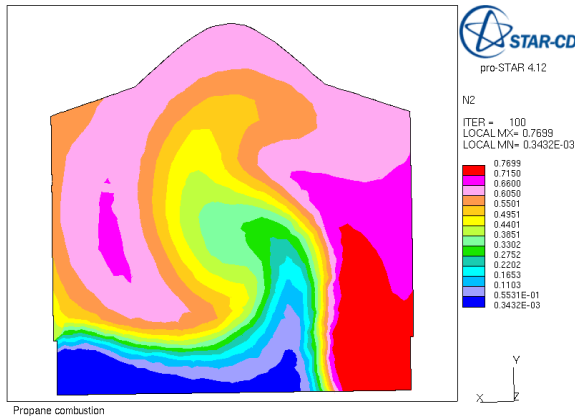 STAR-CD
pro-STAR 4.12
N2
ITER = 100
LOCAL MX= 0.7699
LOCAL MN= 0.3432E-03
0.7699
0.7150
0.6600
0.6050
0.5501
0.4951
0.4401
0.3851
0.3302
0.2752
0.2202
0.1653
0.1103
0.5531E-01
0.3432E-03
Y
X
Z
Propane combustion